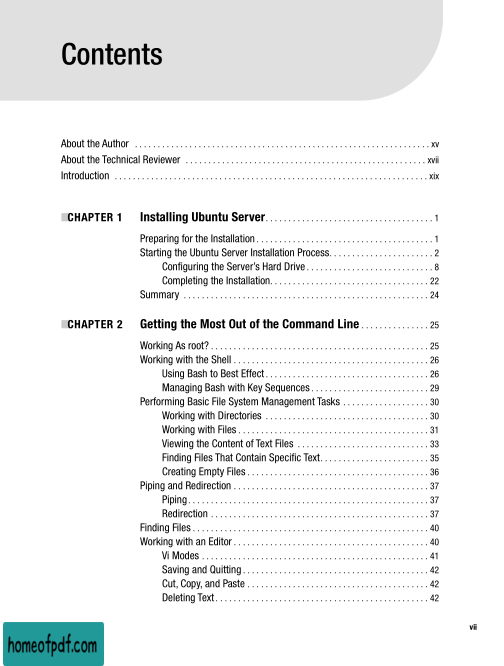 Contents
About the Author . . . . . . . . . . . . . . . . . . . . . . . . . . . . . . . . . . . . . . . . xv
About the Technical Reviewer . . . . . . . . . . . . . . . . . . . . . . . . . . . . . . . . xvii
Introduction . . . . . . . . . . . . . . . . . . . . . . . . . . . . . . . . . . . . . . . . xix
■CHAPTER 1 Installing Ubuntu Server . . . . . . . . . . . . . . . . . . . . . . . . 1
Preparing for the Installation . . . . . . . . . . . . . . . . . . . . . . . . 1
Starting the Ubuntu Server Installation Process. . . . . . . . . . . . . . . . 2
Configuring the Server's Hard Drive . . . . . . . . . . . . . . . . . . . . 8
Completing the Installation. . . . . . . . . . . . . . . . . . . . . . . . 22
Summary . . . . . . . . . . . . . . . . . . . . . . . . . . . . . . . . 24
■CHAPTER 2 Getting the Most Out of the Command Line . . . . . . . . . . . . . . . 25
Working As root? . . . . . . . . . . . . . . . . . . . . . . . . . . . . . . 25
Working with the Shell . . . . . . . . . . . . . . . . . . . . . . . . . . . . 26
Using Bash to Best Effect . . . . . . . . . . . . . . . . . . . . . . . . 26
Managing Bash with Key Sequences . . . . . . . . . . . . . . . . . . . . 29
Performing Basic File System Management Tasks . . . . . . . . . . . . . . . . 30
Working with Directories . . . . . . . . . . . . . . . . . . . . . . . . 30
Working with Files . . . . . . . . . . . . . . . . . . . . . . . . . . . . 31
Viewing the Content of Text Files . . . . . . . . . . . . . . . . . . . . 33
Finding Files That Contain Specific Text. . . . . . . . . . . . . . . . . . 35
Creating Empty Files . . . . . . . . . . . . . . . . . . . . . . . . . . 36
Piping and Redirection . . . . . . . . . . . . . . . . . . . . . . . . . . . . 37
Piping . . . . . . . . . . . . . . . . . . . . . . . . . . . . . . . . 37
Redirection . . . . . . . . . . . . . . . . . . . . . . . . . . . . . . 37
Finding Files . . . . . . . . . . . . . . . . . . . . . . . . . . . . . . . . 40
Working with an Editor . . . . . . . . . . . . . . . . . . . . . . . . . . . . 40
Vi Modes . . . . . . . . . . . . . . . . . . . . . . . . . . . . . . . . 41
Saving and Quitting . . . . . . . . . . . . . . . . . . . . . . . . . . . . 42
Cut, Copy, and Paste . . . . . . . . . . . . . . . . . . . . . . . . . . 42
Deleting Text . . . . . . . . . . . . . . . . . . . . . . . . . . . . . . 42
vii
homeofpdf.com